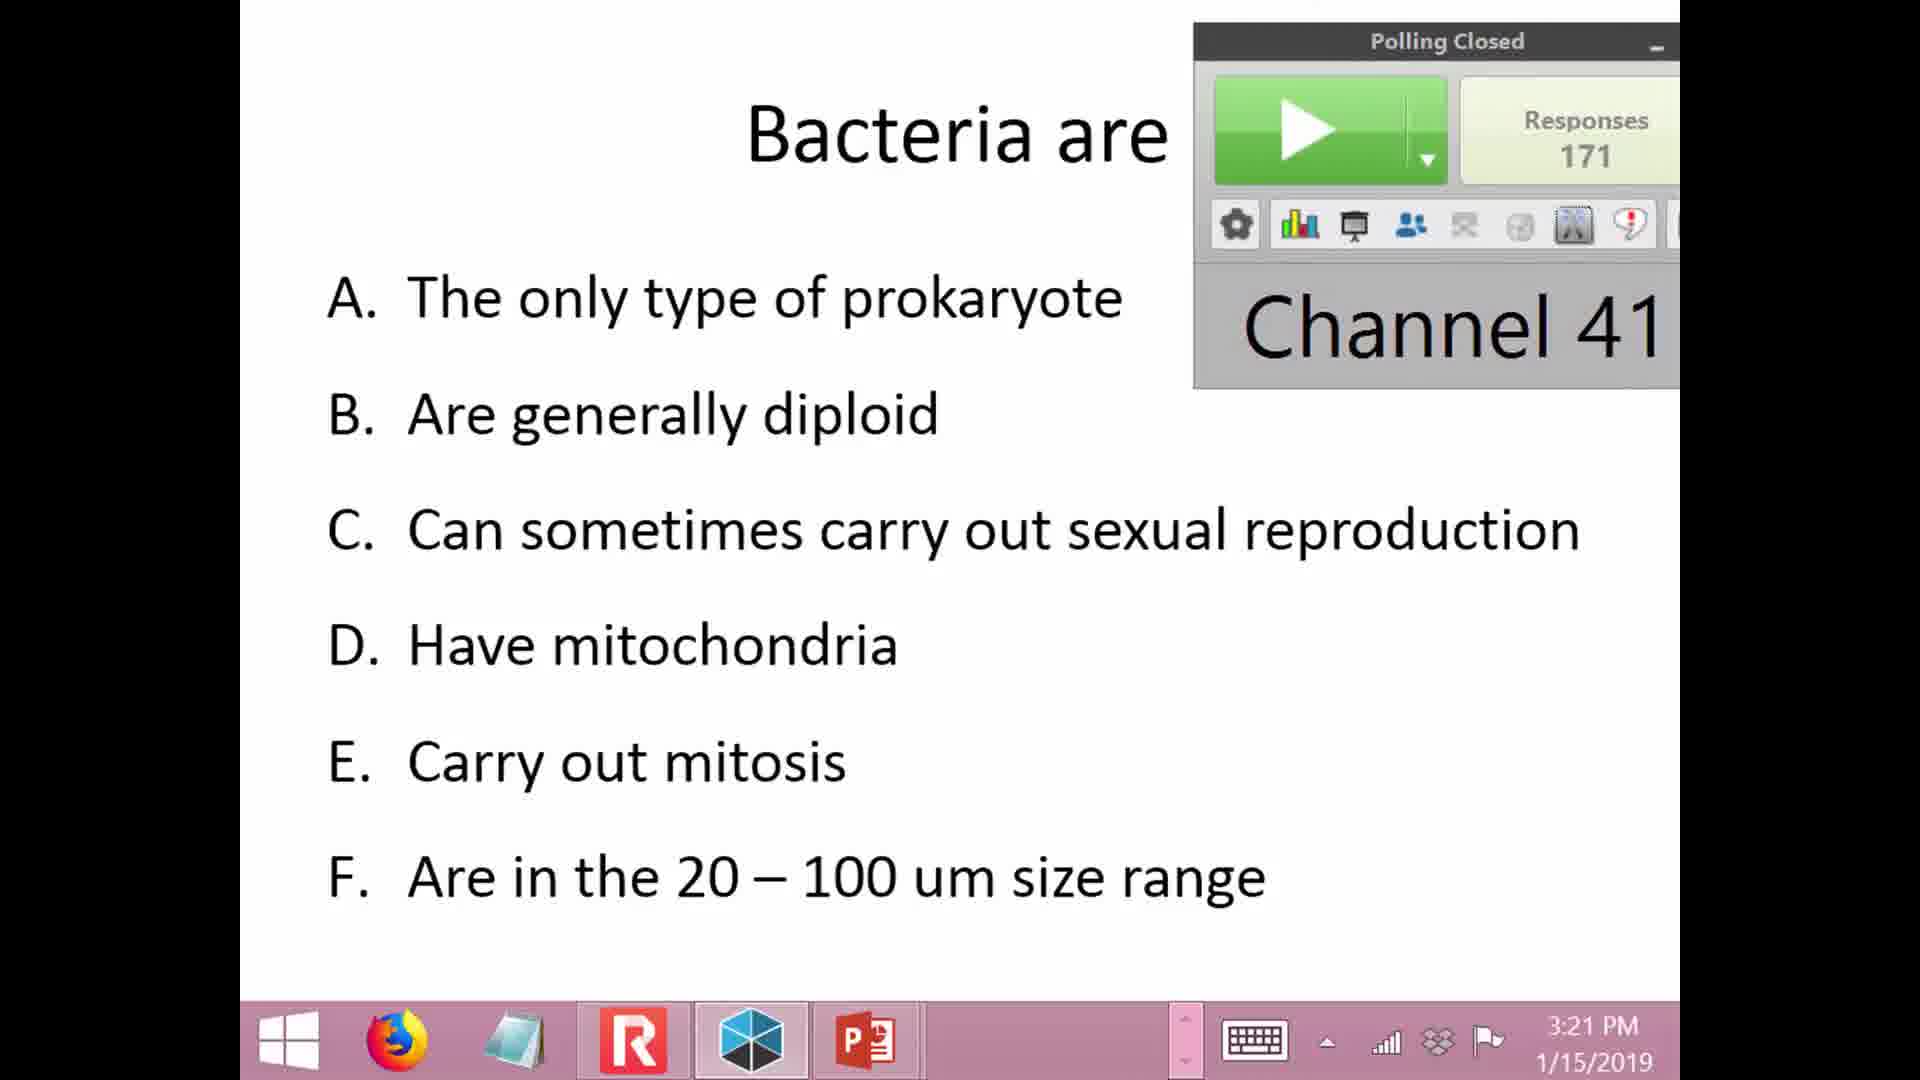 Polling Closed
Bacteria are
Responses
171
Channel 41
A. The only type of prokaryote
B. Are generally diploid
C. Can sometimes carry out sexual reproduction
D. Have mitochondria
E. Carry out mitosis
F. Are in the 20 – 100 um size range
3:21 PM
1/15/2019